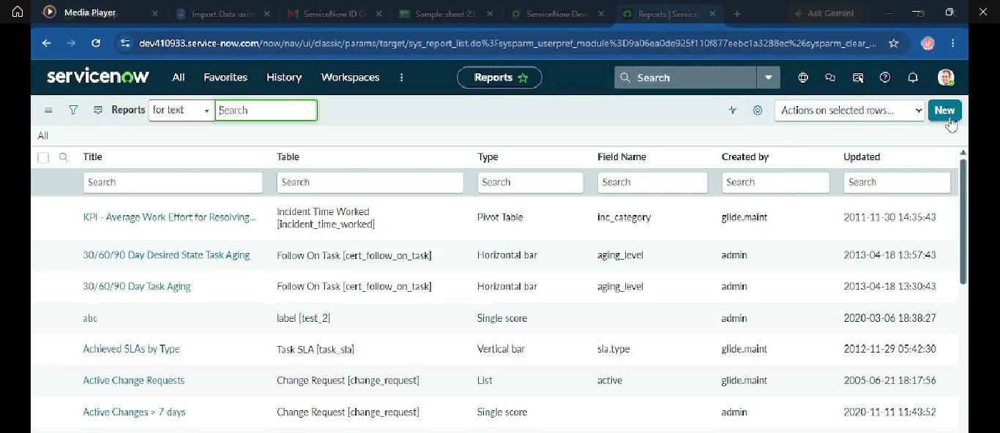 Media Player
Import Data usin
ServiceNow ID C
Sample sheet 23
ServiceNow Dev
Reports | Service
Ask Gemini
dev410933.service-now.com/now/nav/ui/classic/params/target/sys_report_list.do%3Fsysparm_userpref_module%3D9a06ea0de925f110f877eebc1a3288ec%26sysparm_clear_...
servicenow All Favorites History Workspaces Reports Search
Reports for text Search Actions on selected rows... New
All
Title Table Type Field Name Created by Updated
Search Search Search Search Search Search
KPI - Average Work Effort for Resolving... Incident Time Worked [incident_time_worked] Pivot Table inc_category glide.maint 2011-11-30 14:35:43
30/60/90 Day Desired State Task Aging Follow On Task [cert_follow_on_task] Horizontal bar aging_level admin 2013-04-18 13:57:43
30/60/90 Day Task Aging Follow On Task [cert_follow_on_task] Horizontal bar aging_level admin 2013-04-18 13:30:43
abc label [test_2] Single score admin 2020-03-06 18:38:27
Achieved SLAs by Type Task SLA [task_sla] Vertical bar sla.type glide.maint 2012-11-29 05:42:30
Active Change Requests Change Request [change_request] List active glide.maint 2005-06-21 18:17:56
Active Changes > 7 days Change Request [change_request] Single score admin 2020-11-11 11:43:52